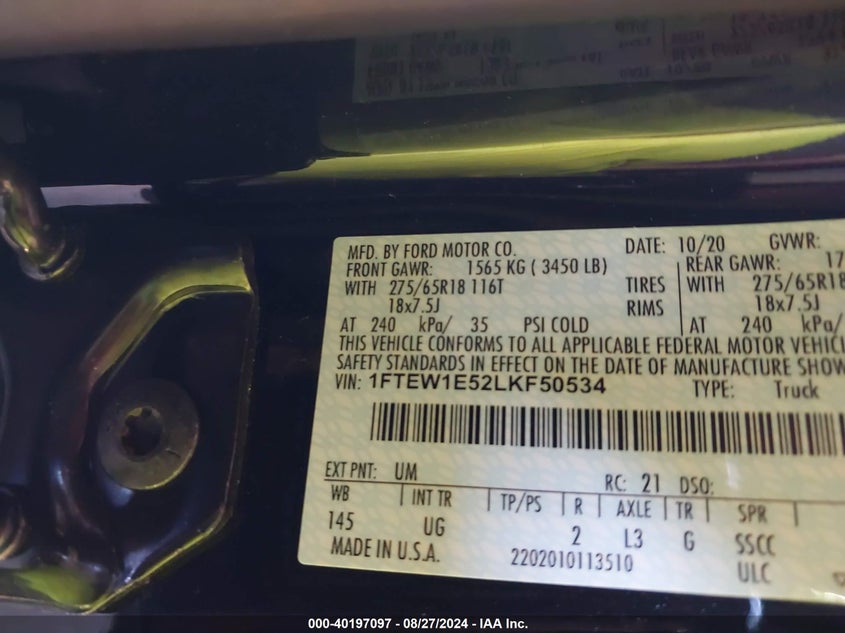 MFD. BY FORD MOTOR CO. DATE: 10/20 GVWR:
FRONT GAWR: 1565 KG ( 3450 LB) REAR GAWR: 17
WITH 275/65R18 116T TIRES WITH 275/65R18
18x7.5J RIMS 18x7.5J
AT 240 kPa/ 35 PSI COLD AT 240 kPa/
THIS VEHICLE CONFORMS TO ALL APPLICABLE FEDERAL MOTOR VEHICL
SAFETY STANDARDS IN EFFECT ON THE DATE OF MANUFACTURE SHOW
VIN: 1FTEW1E52LKF50534 TYPE: Truck
EXT PNT: UM RC: 21 DSO:
WB INT TR TP/PS R AXLE TR SPR
145 UG 2 L3 G SSCC
MADE IN U.S.A. 2202010113510 ULC
000-40197097 - 08/27/2024 - IAA Inc.